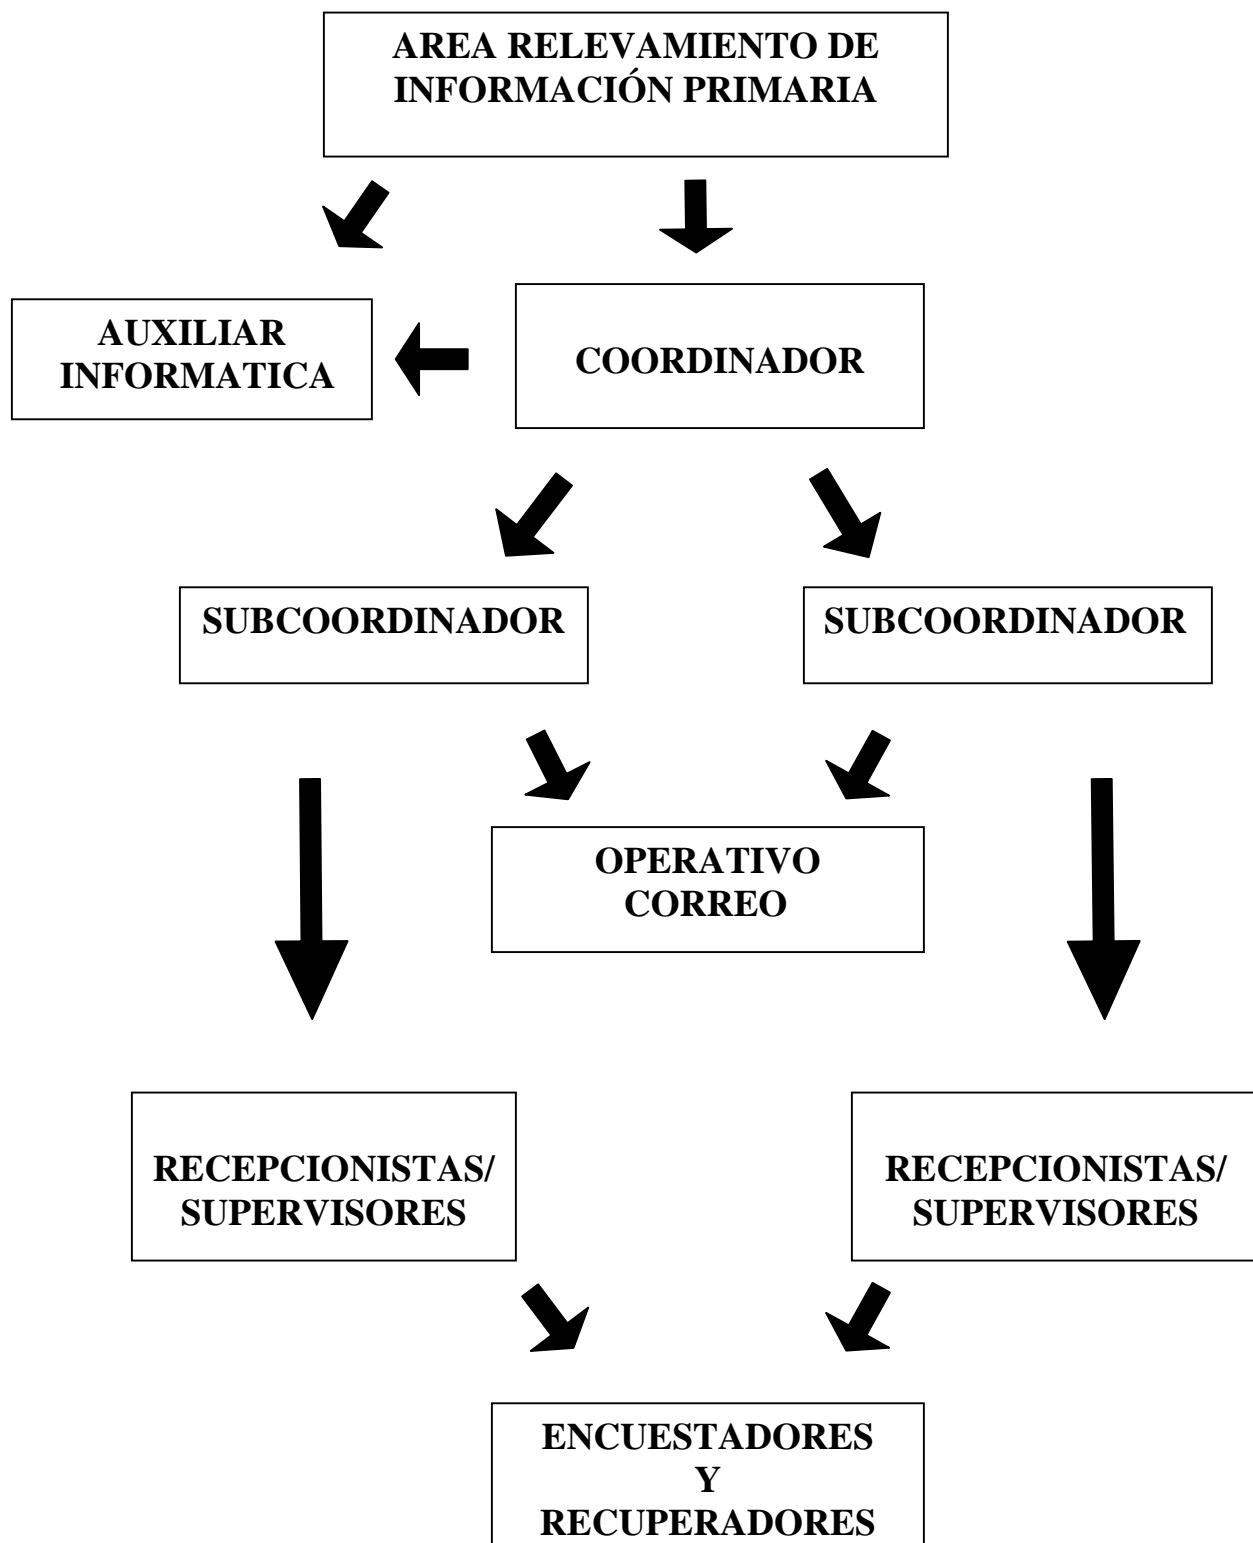 AREA RELEVAMIENTO DE
INFORMACIÓN PRIMARIA
AUXILIAR
INFORMATICA
COORDINADOR
SUBCOORDINADOR
SUBCOORDINADOR
OPERATIVO
CORREO
RECEPCIONISTAS/
SUPERVISORES
RECEPCIONISTAS/
SUPERVISORES
ENCUESTADORES
Y
RECUPERADORES